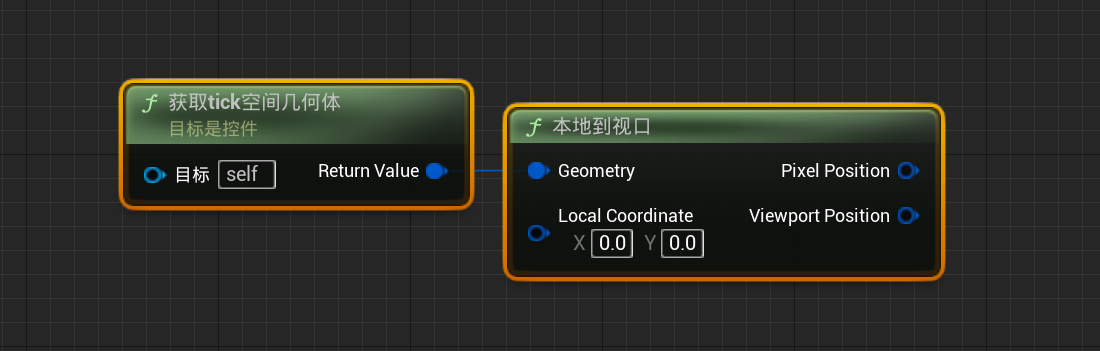 获取tick空间几何体
目标是控件
目标 self
Return Value
本地到视口
Geometry
Pixel Position
Local Coordinate
X 0.0 Y 0.0
Viewport Position